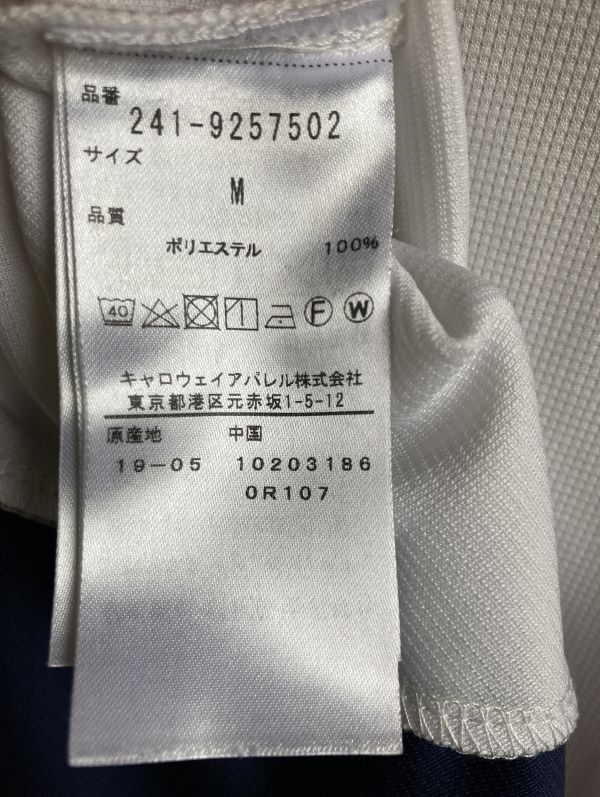 品番
241-9257502
サイズ
M
品質
ポリエステル 100%
40 F W
キャロウェイアパレル株式会社
東京都港区元赤坂1-5-12
原産地 中国
19-05 10203186
0R107